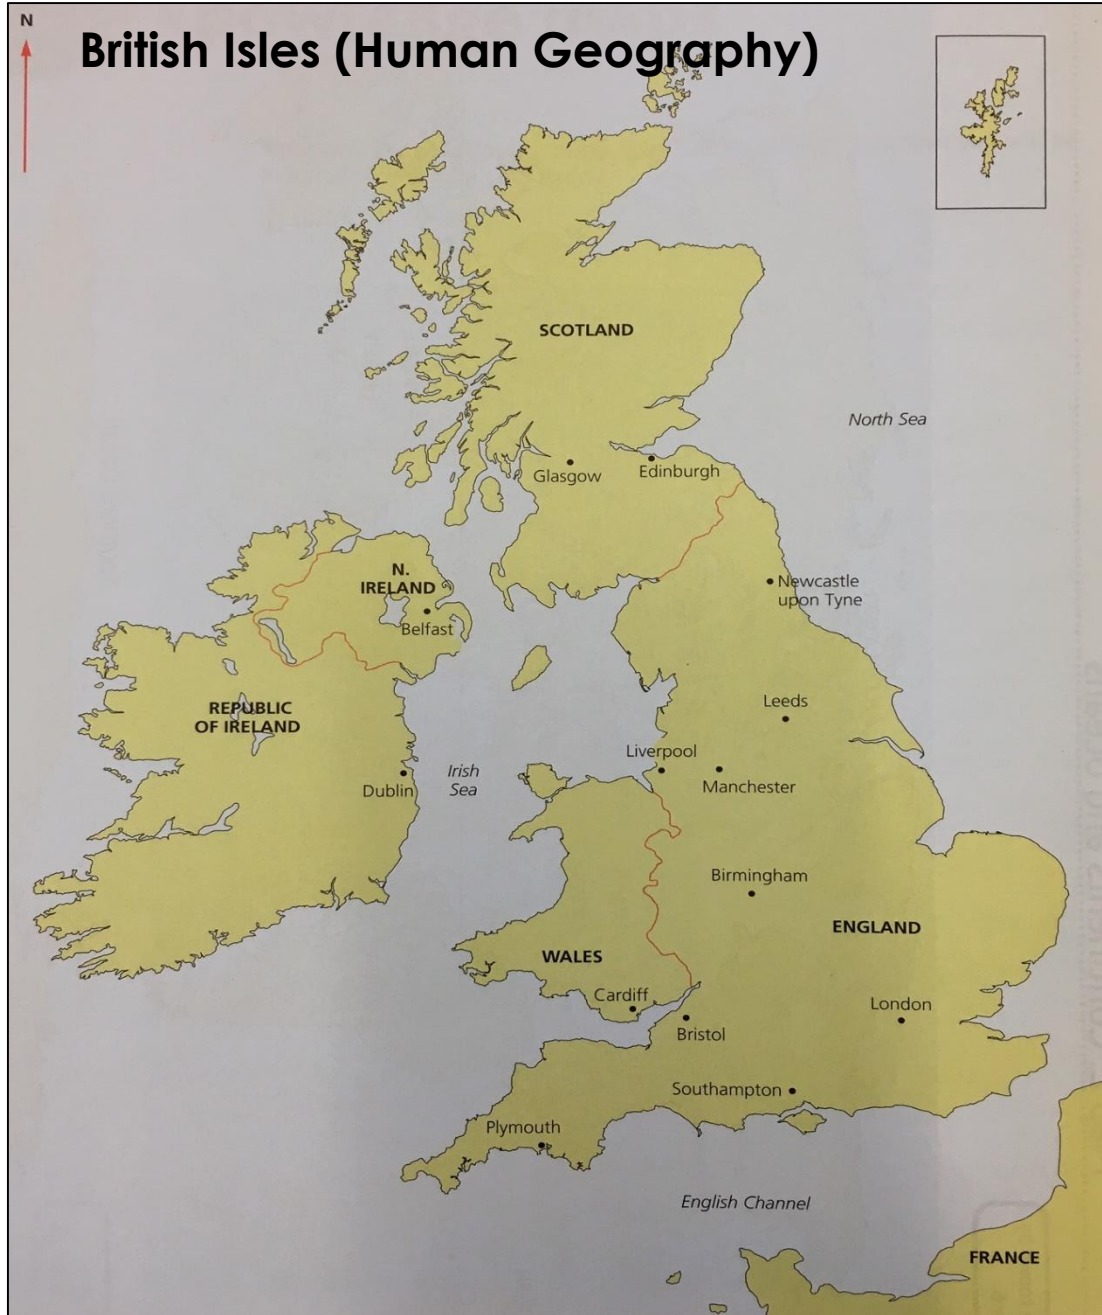 N
British Isles (Human Geography)
SCOTLAND
North Sea
Glasgow
Edinburgh
N.
IRELAND
Belfast
Newcastle
upon Tyne
REPUBLIC
OF IRELAND
Leeds
Liverpool
Irish
Sea
Manchester
Dublin
Birmingham
ENGLAND
WALES
Cardiff
London
Bristol
Southampton
Plymouth
English Channel
FRANCE